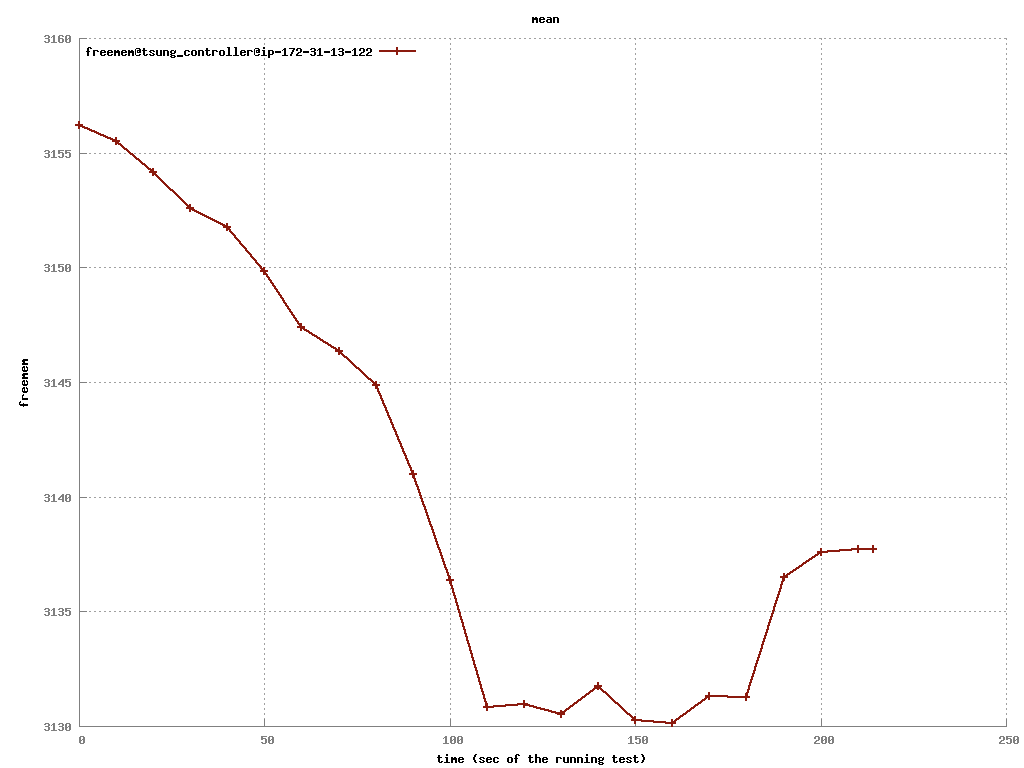 mean
3160
freemem@tsung_controller@ip-172-31-13-122
3155
3150
3145
freemem
3140
3135
3130
0 50 100 150 200 250
time (sec of the running test)